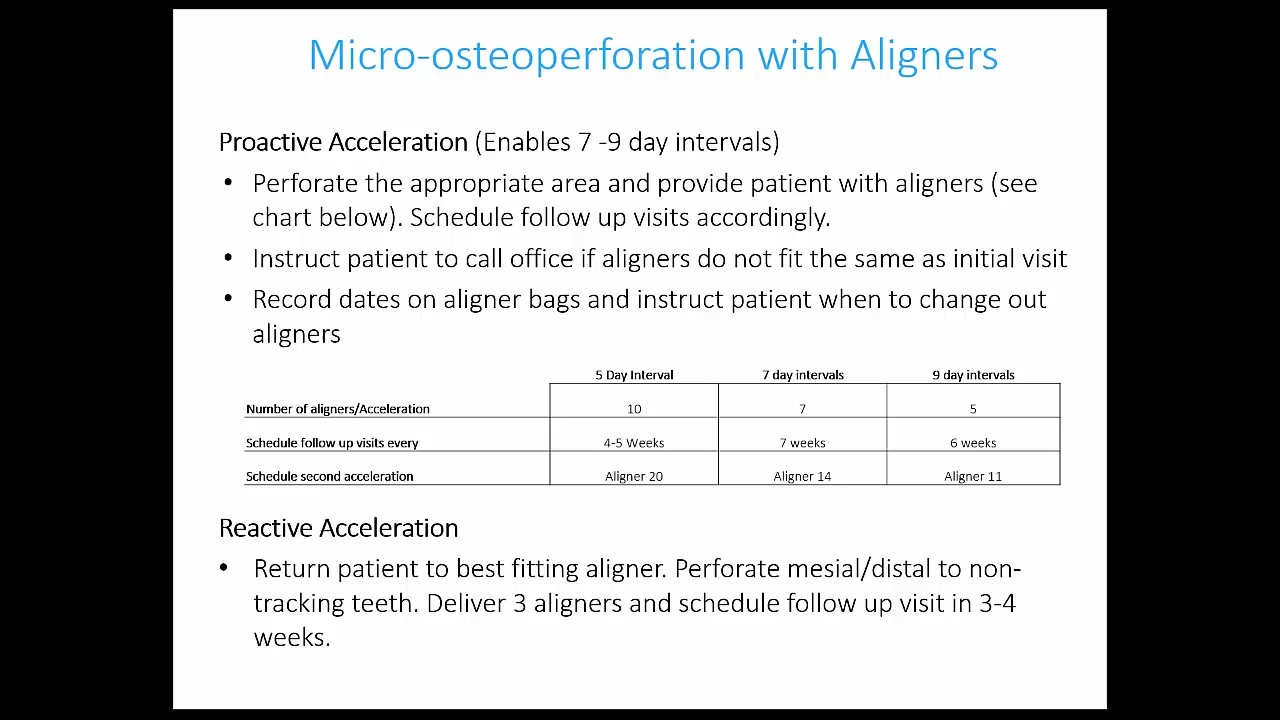 Micro-osteoperforation with Aligners
Proactive Acceleration (Enables 7 -9 day intervals)
• Perforate the appropriate area and provide patient with aligners (see
chart below). Schedule follow up visits accordingly.
• Instruct patient to call office if aligners do not fit the same as initial visit
• Record dates on aligner bags and instruct patient when to change out
aligners
5 Day Interval 7 day intervals 9 day intervals
Number of aligners/Acceleration 10 7 5
Schedule follow up visits every 4-5 Weeks 7 weeks 6 weeks
Schedule second acceleration Aligner 20 Aligner 14 Aligner 11
Reactive Acceleration
• Return patient to best fitting aligner. Perforate mesial/distal to non-
tracking teeth. Deliver 3 aligners and schedule follow up visit in 3-4
weeks.